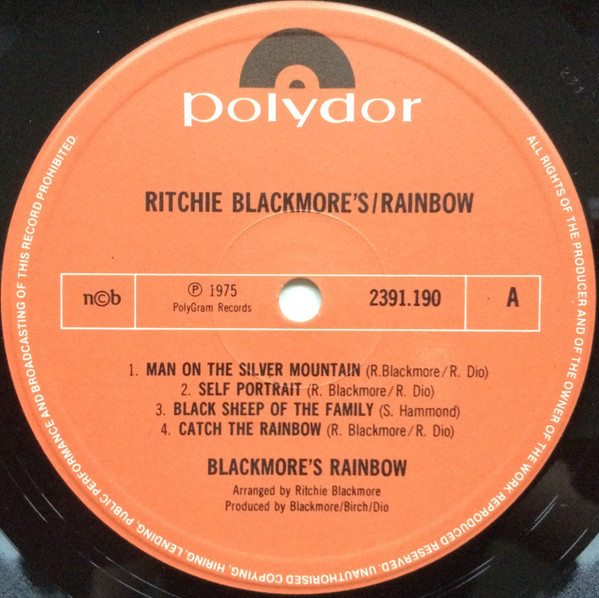 polydor
RITCHIE BLACKMORE'S/RAINBOW
n©b
℗ 1975
PolyGram Records
2391.190
A
1. MAN ON THE SILVER MOUNTAIN (R.Blackmore/R. Dio)
2. SELF PORTRAIT (R. Blackmore/R. Dio)
3. BLACK SHEEP OF THE FAMILY (S. Hammond)
4. CATCH THE RAINBOW (R. Blackmore/R. Dio)
BLACKMORE'S RAINBOW
Arranged by Ritchie Blackmore
Produced by Blackmore/Birch/Dio
ALL RIGHTS OF THE PRODUCER AND OF THE OWNER OF THE WORK REPRODUCED RESERVED. UNAUTHORISED COPYING, HIRING, LENDING, PUBLIC PERFORMANCE AND BROADCASTING OF THIS RECORD PROHIBITED.